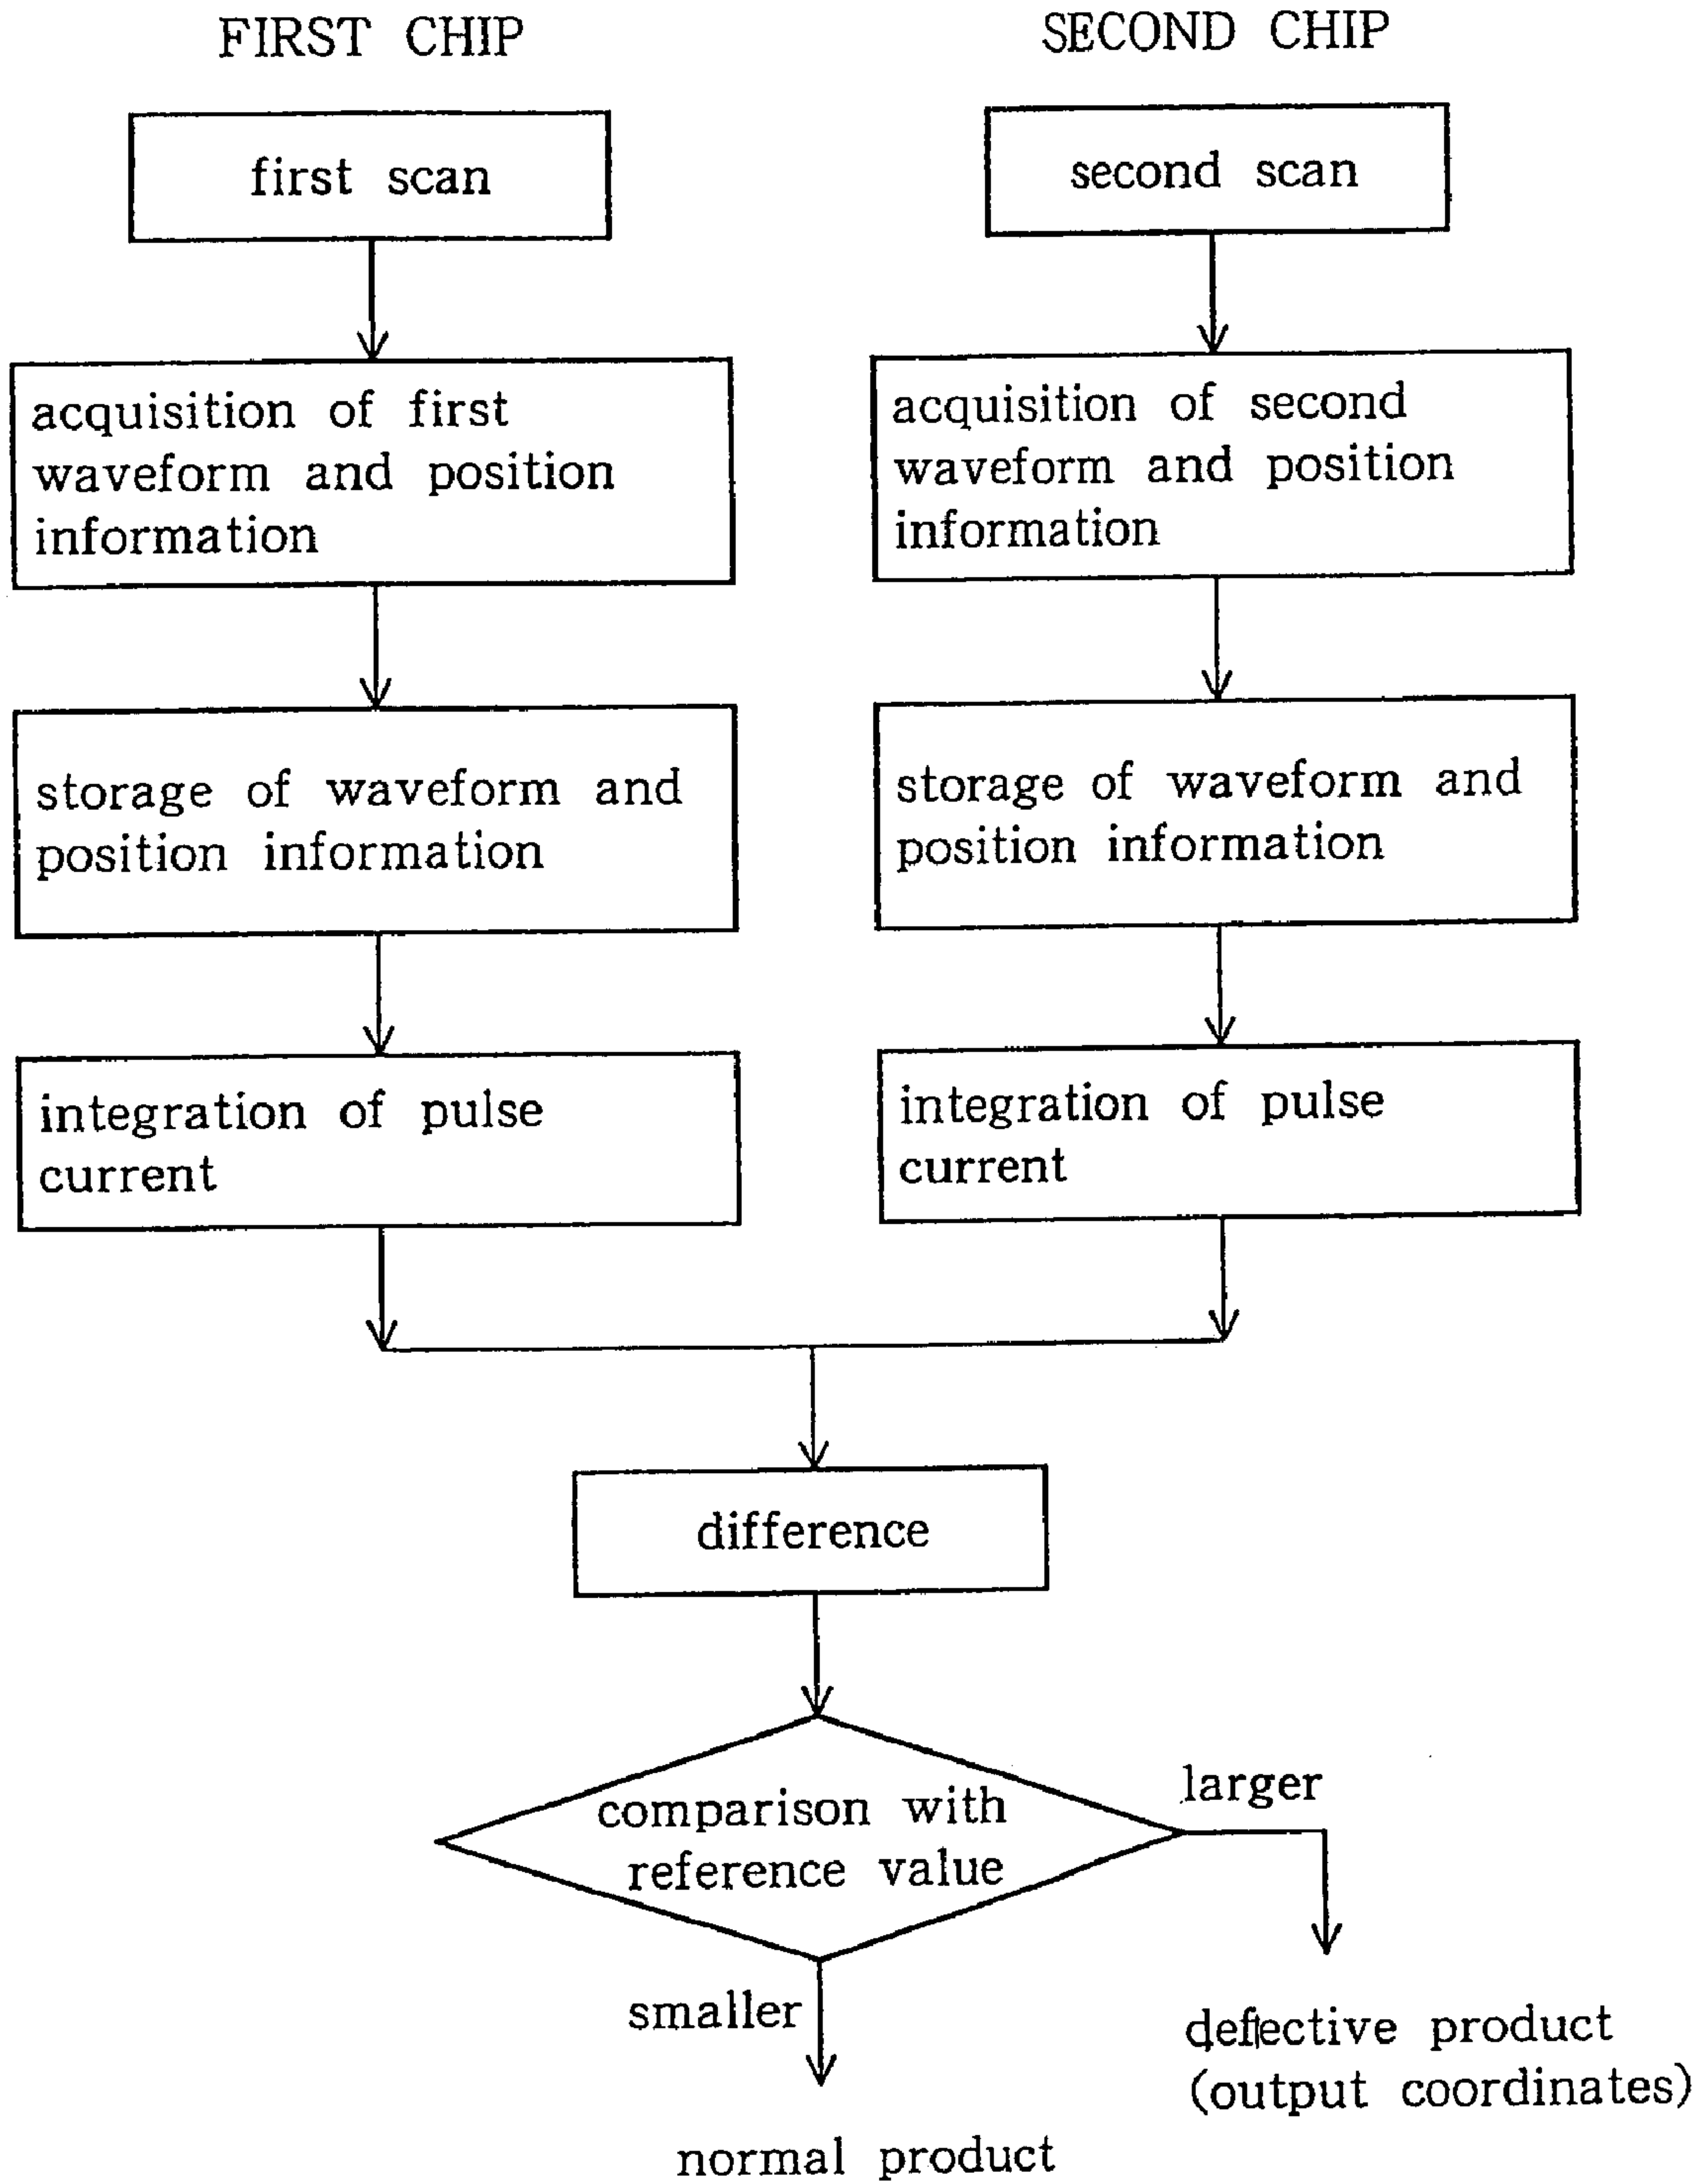 FIRST CHIP
first scan
acquisition of first
waveform and position
information
storage of waveform and
position information
integration of pulse
current
SECOND CHIP
second scan
acquisition of second
waveform and position
information
storage of waveform and
position information
integration of pulse
current
difference
comparison with
reference value
larger
smaller
defective product
(output coordinates)
normal product